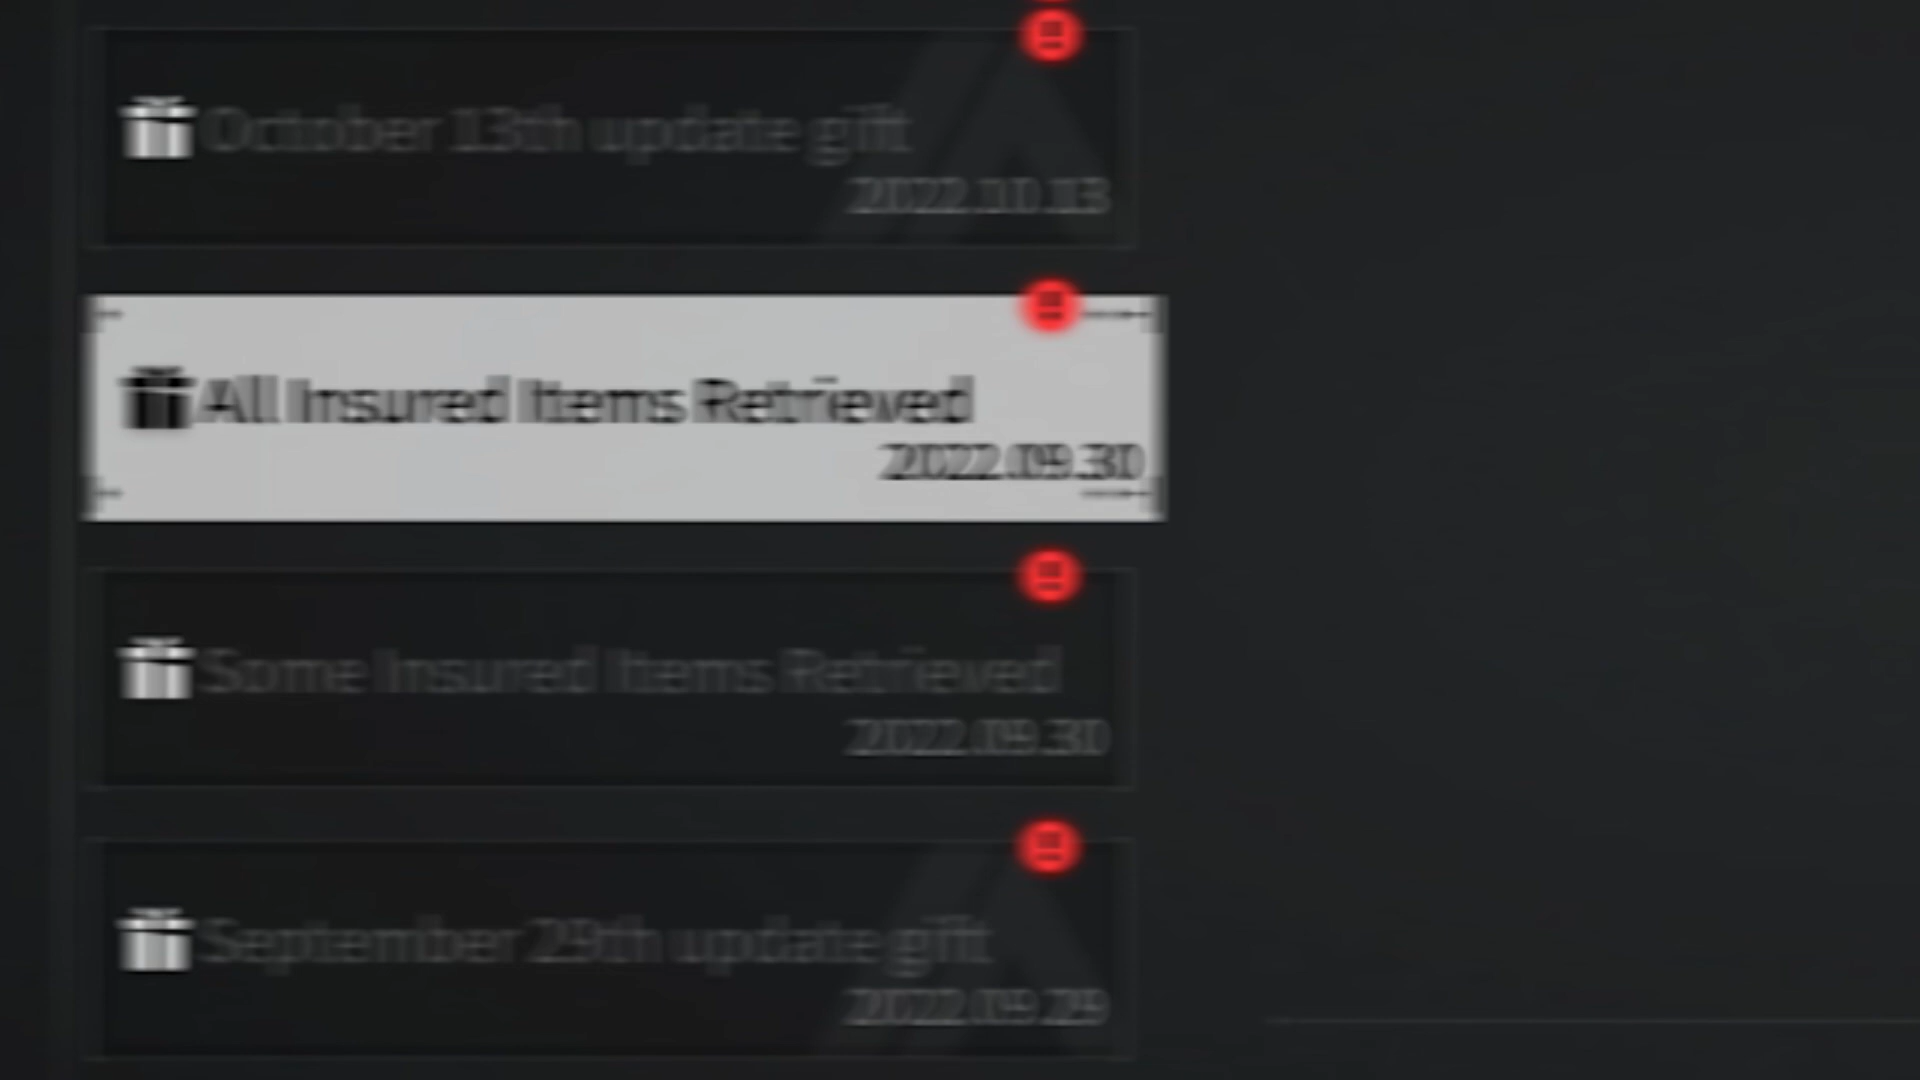 October 13th update gift
2022.10.13
All Insured Items Retrieved
2022.09.30
Some Insured Items Retrieved
2022.09.30
September 29th update gift
2022.09.29